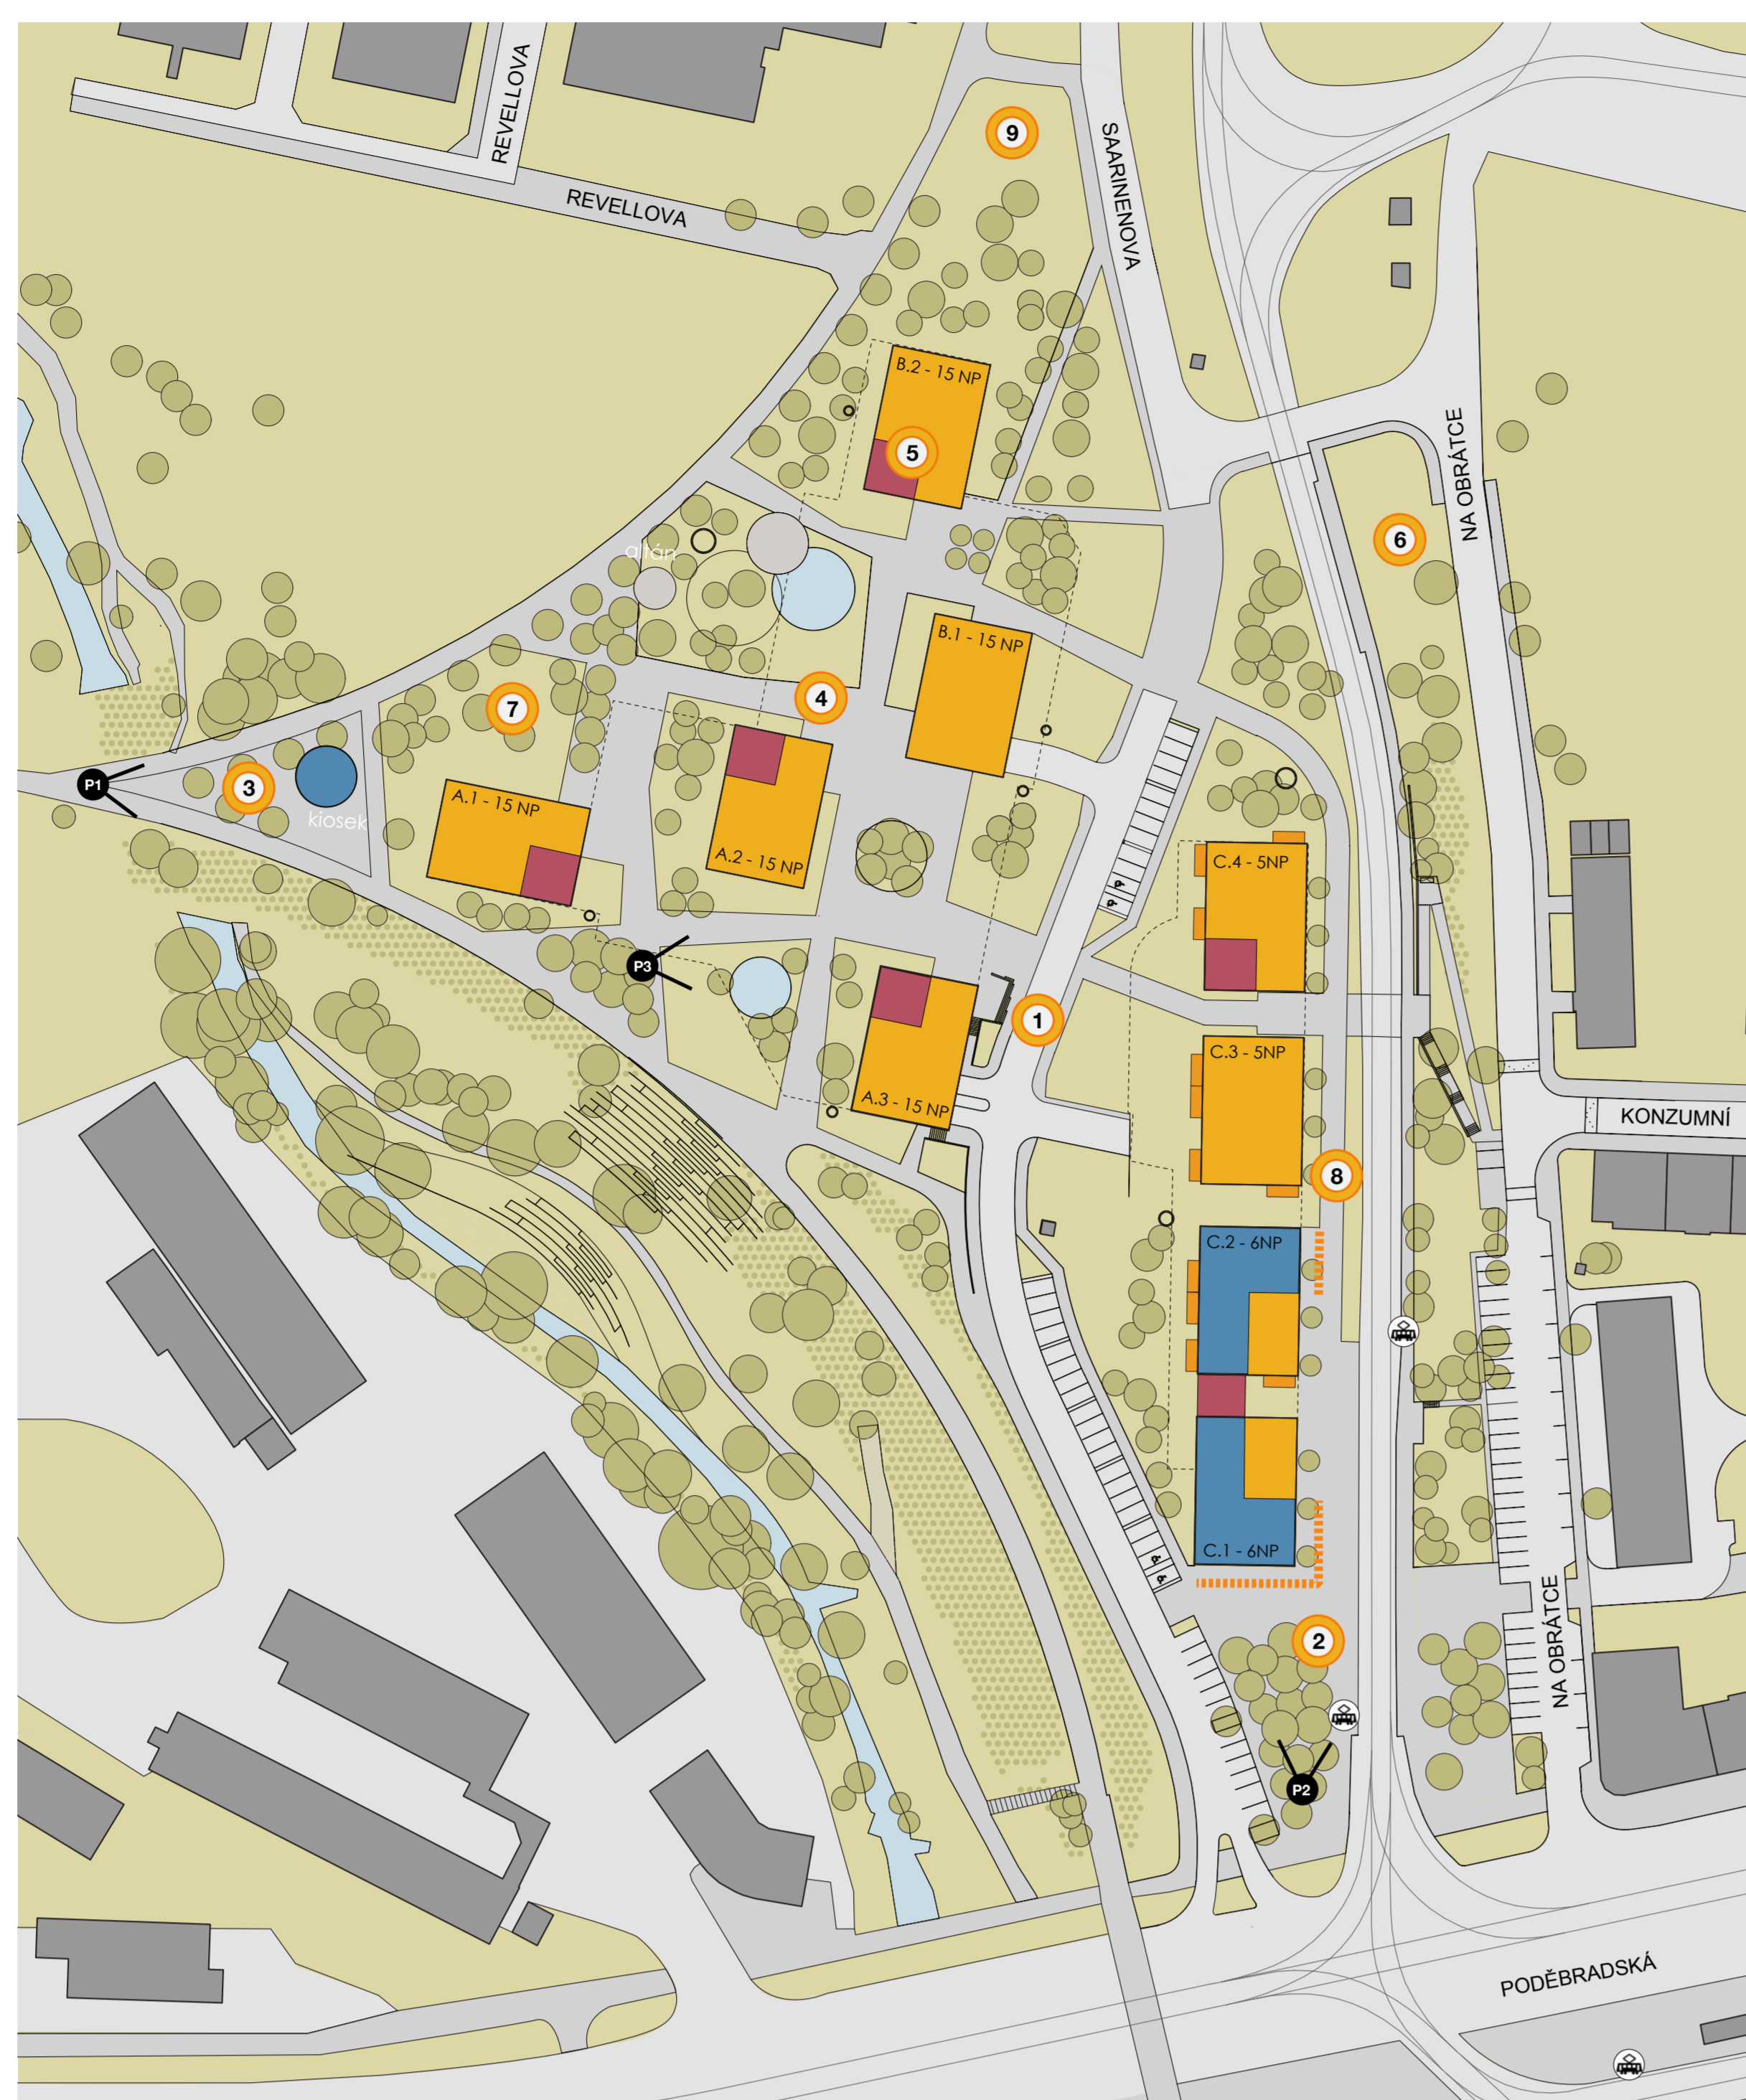 REVELLOVA
REVELLOVA
SAARINENOVA
9
B.2 - 15 NP
5
NA OBRÁTCE
6
altán
B.1 - 15 NP
7
4
P1
3
kiosek
A.1 - 15 NP
A.2 - 15 NP
C.4 - 5NP
P3
1
A.3 - 15 NP
C.3 - 5NP
KONZUMNÍ
8
C.2 - 6NP
C.1 - 6NP
2
NA OBRÁTCE
P2
PODĚBRADSKÁ